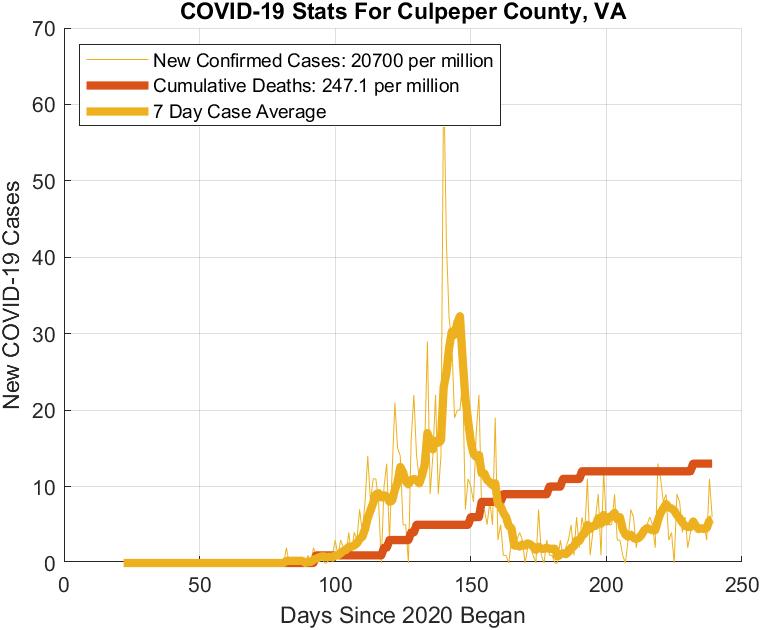 COVID-19 Stats For Culpeper County, VA
70
New Confirmed Cases: 20700 per million
Cumulative Deaths: 247.1 per million
7 Day Case Average
60
50
40
30
20
10
0
New COVID-19 Cases
0 50 100 150 200 250
Days Since 2020 Began